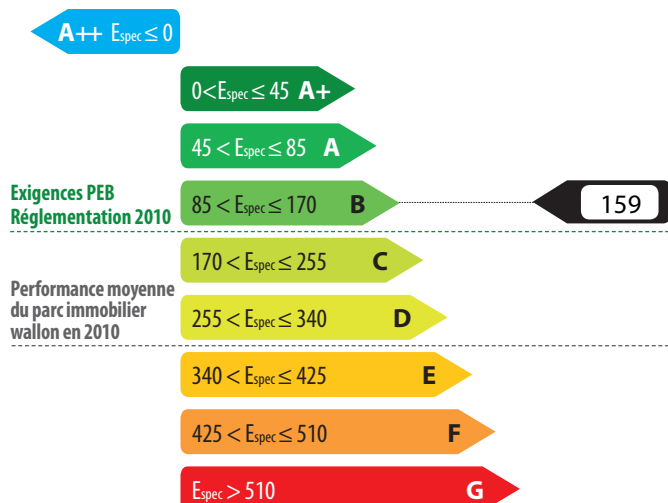 A++ Espec ≤ 0
0<Espec ≤ 45 A+
45 < Espec ≤ 85 A
Exigences PEB
Réglementation 2010
85 < Espec ≤ 170 B
159
170 < Espec ≤ 255 C
Performance moyenne
du parc immobilier
wallon en 2010
255 < Espec ≤ 340 D
340 < Espec ≤ 425 E
425 < Espec ≤ 510 F
Espec > 510 G